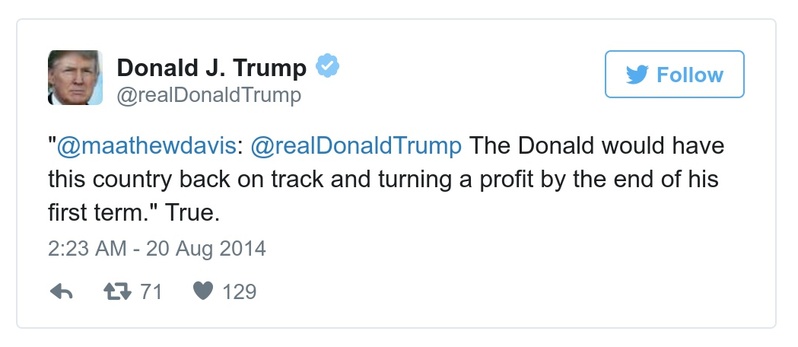 Donald J. Trump
@realDonaldTrump
Follow
"@maathewdavis: @realDonaldTrump The Donald would have
this country back on track and turning a profit by the end of his
first term." True.
2:23 AM - 20 Aug 2014
71 129